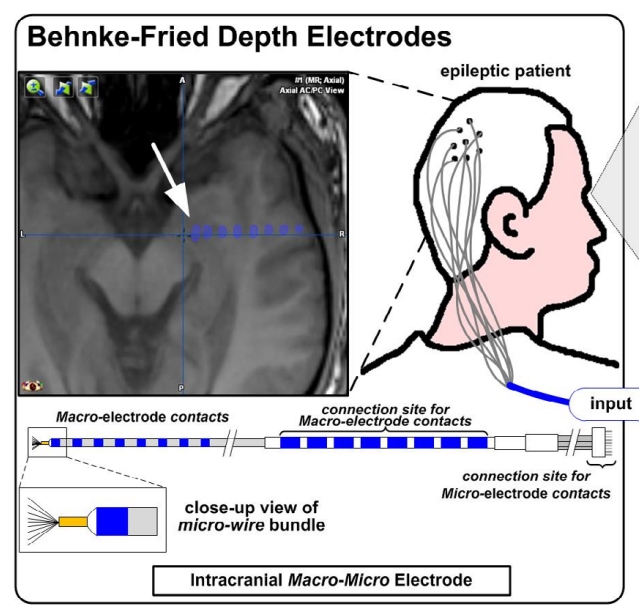 Behnke-Fried Depth Electrodes
epileptic patient
#1 (MR; Axial)
Axial AC/PC View
A
L
R
P
input
Macro-electrode contacts
connection site for
Macro-electrode contacts
connection site for
Micro-electrode contacts
close-up view of
micro-wire bundle
Intracranial Macro-Micro Electrode